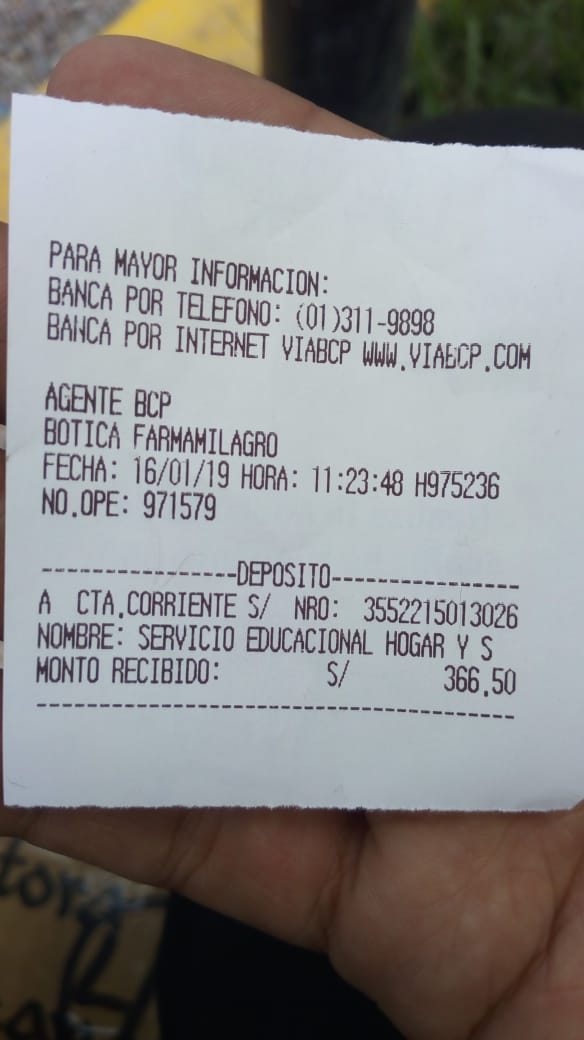 PARA MAYOR INFORMACION:
BANCA POR TELEFONO: (01)311-9898
BANCA POR INTERNET VIABCP WWW.VIABCP.COM
AGENTE BCP
BOTICA FARMAMILAGRO
FECHA: 16/01/19 HORA: 11:23:48 H975236
NO.OPE: 971579
----------------DEPOSITO----------------
A CTA.CORRIENTE S/ NRO: 3552215013026
NOMBRE: SERVICIO EDUCACIONAL HOGAR Y S
MONTO RECIBIDO: S/ 366.50
----------------------------------------